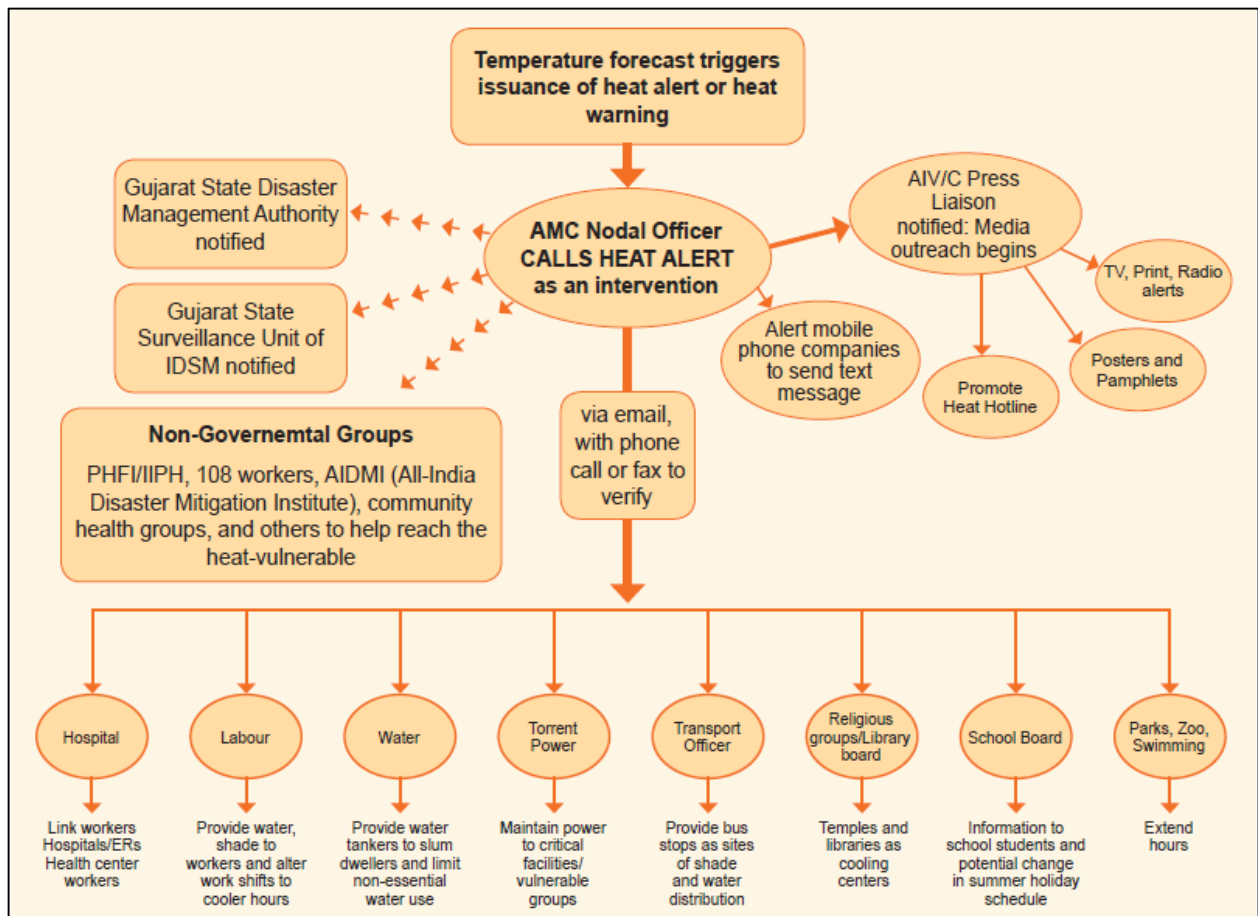 Temperature forecast triggers
issuance of heat alert or heat
warning
Gujarat State Disaster
Management Authority
notified
AMC Nodal Officer
CALLS HEAT ALERT
as an intervention
AIV/C Press
Liaison
notified: Media
outreach begins
TV, Print, Radio
alerts
Gujarat State
Surveillance Unit of
IDSM notified
Alert mobile
phone companies
to send text
message
Promote
Heat Hotline
Posters and
Pamphlets
Non-Governemtal Groups
PHFI/IIPH, 108 workers, AIDMI (All-India
Disaster Mitigation Institute), community
health groups, and others to help reach the
heat-vulnerable
via email,
with phone
call or fax to
verify
Hospital
Labour
Water
Torrent
Power
Transport
Officer
Religious
groups/Library
board
School Board
Parks, Zoo,
Swimming
Link workers
Hospitals/ERs
Health center
workers
Provide water,
shade to
workers and alter
work shifts to
cooler hours
Provide water
tankers to slum
dwellers and limit
non-essential
water use
Maintain power
to critical
facilities/
vulnerable
groups
Provide bus
stops as sites
of shade
and water
distribution
Temples and
libraries as
cooling
centers
Information to
school students and
potential change
in summer holiday
schedule
Extend
hours